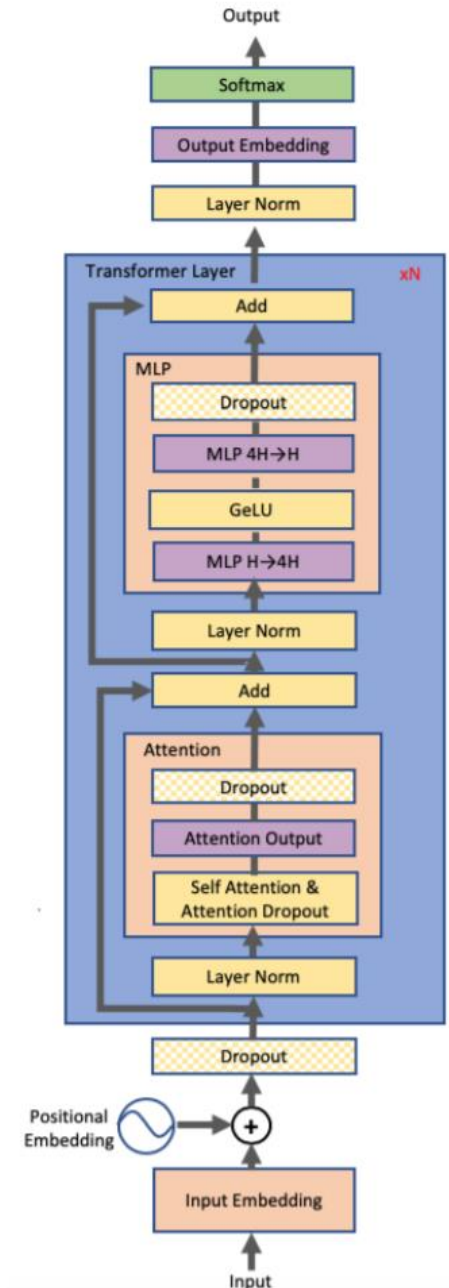 Output
Softmax
Output Embedding
Layer Norm
Transformer Layer
xN
Add
MLP
Dropout
MLP 4H→H
GeLU
MLP H→4H
Layer Norm
Add
Attention
Dropout
Attention Output
Self Attention &
Attention Dropout
Layer Norm
Dropout
Positional
Embedding
+
Input Embedding
Input